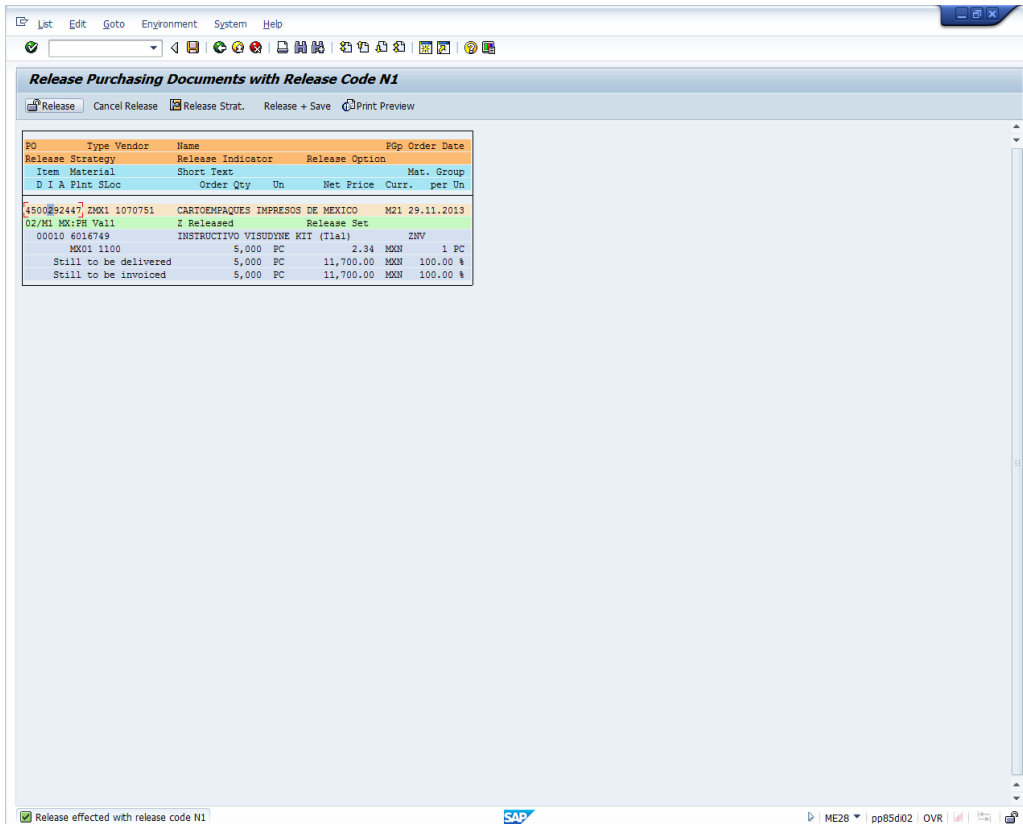 List Edit Goto Environment System Help
Release Purchasing Documents with Release Code N1
Release Cancel Release Release Strat. Release + Save Print Preview
PO Type Vendor Name PGp Order Date
Release Strategy Release Indicator Release Option
Item Material Short Text Mat. Group
D I A Plnt SLoc Order Qty Un Net Price Curr. per Un
4500292447 ZMX1 1070751 CARTOEMPAQUES IMPRESOS DE MEXICO M21 29.11.2013
02/M1 MX:PH Val1 Z Released Release Set
00010 6016749 INSTRUCTIVO VISUDYNE KIT (Tlal) ZNV
MX01 1100 5,000 PC 2.34 MXN 1 PC
Still to be delivered 5,000 PC 11,700.00 MXN 100.00 %
Still to be invoiced 5,000 PC 11,700.00 MXN 100.00 %
Release effected with release code N1 SAP ME28 pp85di02 OVR